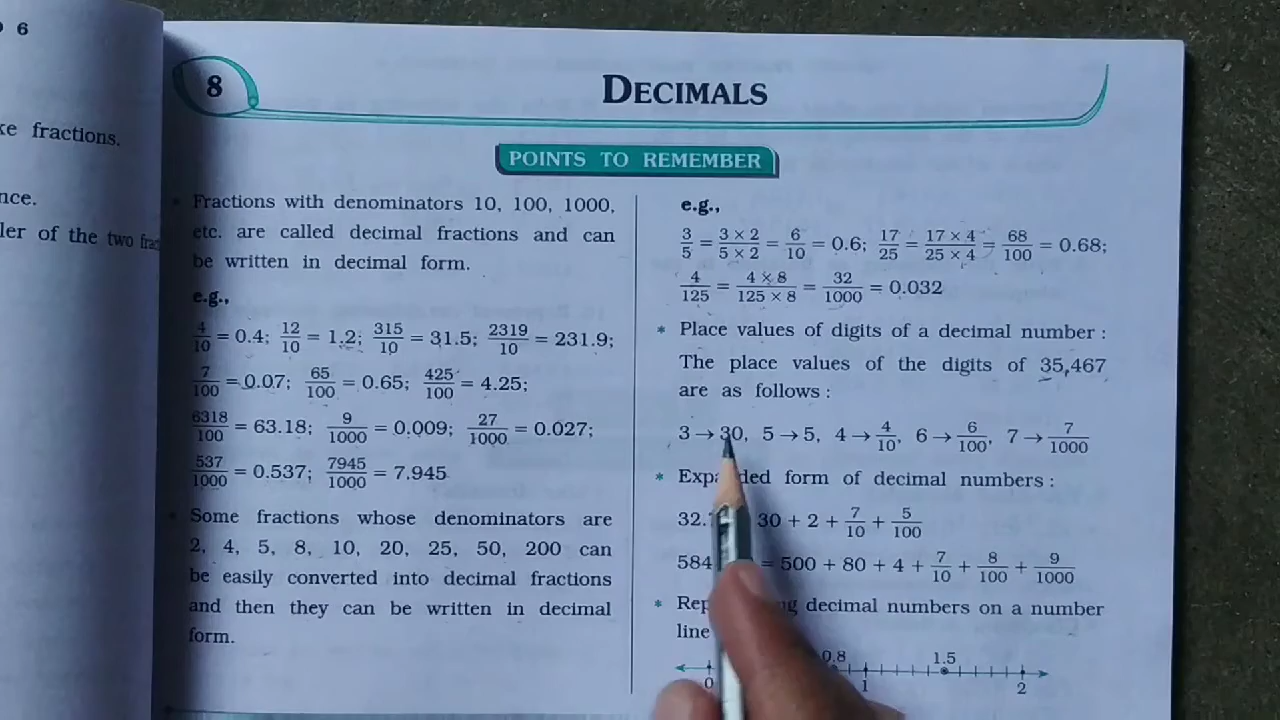 6
ke fractions.
nce.
ler of the two
8
DECIMALS
POINTS TO REMEMBER
* Fractions with denominators 10, 100, 1000,
etc. are called decimal fractions and can
be written in decimal form.
e.g.,
4/10 = 0.4; 12/10 = 1.2; 315/10 = 31.5; 2319/10 = 231.9;
7/100 = 0.07; 65/100 = 0.65; 425/100 = 4.25;
6318/100 = 63.18; 9/1000 = 0.009; 27/1000 = 0.027;
537/1000 = 0.537; 7945/1000 = 7.945
* Some fractions whose denominators are
2, 4, 5, 8, 10, 20, 25, 50, 200 can
be easily converted into decimal fractions
and then they can be written in decimal
form.
e.g.,
3/5 = 3 × 2/5 × 2 = 6/10 = 0.6; 17/25 = 17 × 4/25 × 4 = 68/100 = 0.68;
4/125 = 4 × 8/125 × 8 = 32/1000 = 0.032
* Place values of digits of a decimal number :
The place values of the digits of 35,467
are as follows :
3 → 30, 5 → 5, 4 → 4/10, 6 → 6/100, 7 → 7/1000
* Expanded form of decimal numbers :
32. 30 + 2 + 7/10 + 5/100
584 = 500 + 80 + 4 + 7/10 + 8/100 + 9/1000
* decimal numbers on a number
line
0.8 1.5
0 1 2